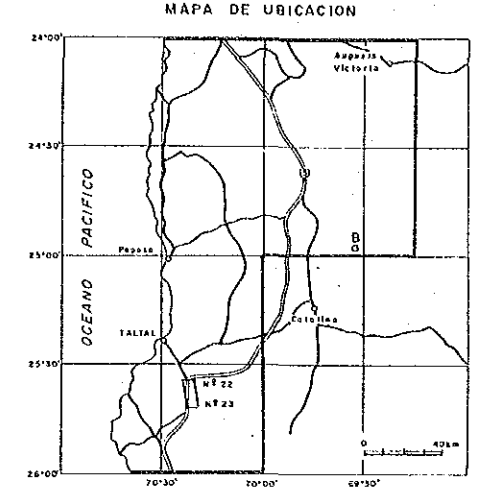 MAPA DE UBICACION
24°00'
Augusta
Victoria
24°30'
OCEANO PACIFICO
B
Paposo
25°00'
Catalina
TALTAL
25°30'
Nº 22
Nº 23
0 40km
26°00'
70°30' 70°00' 69°30'